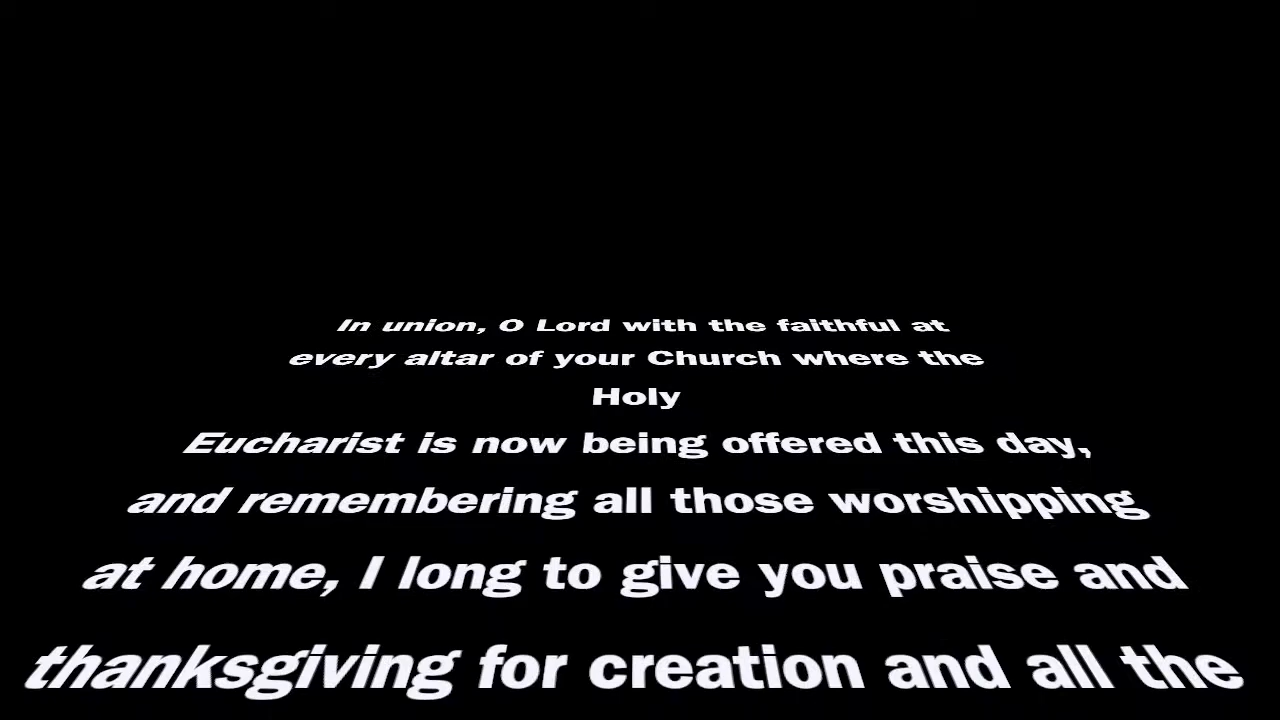 In union, O Lord with the faithful at
every altar of your Church where the
Holy
Eucharist is now being offered this day,
and remembering all those worshipping
at home, I long to give you praise and
thanksgiving for creation and all the